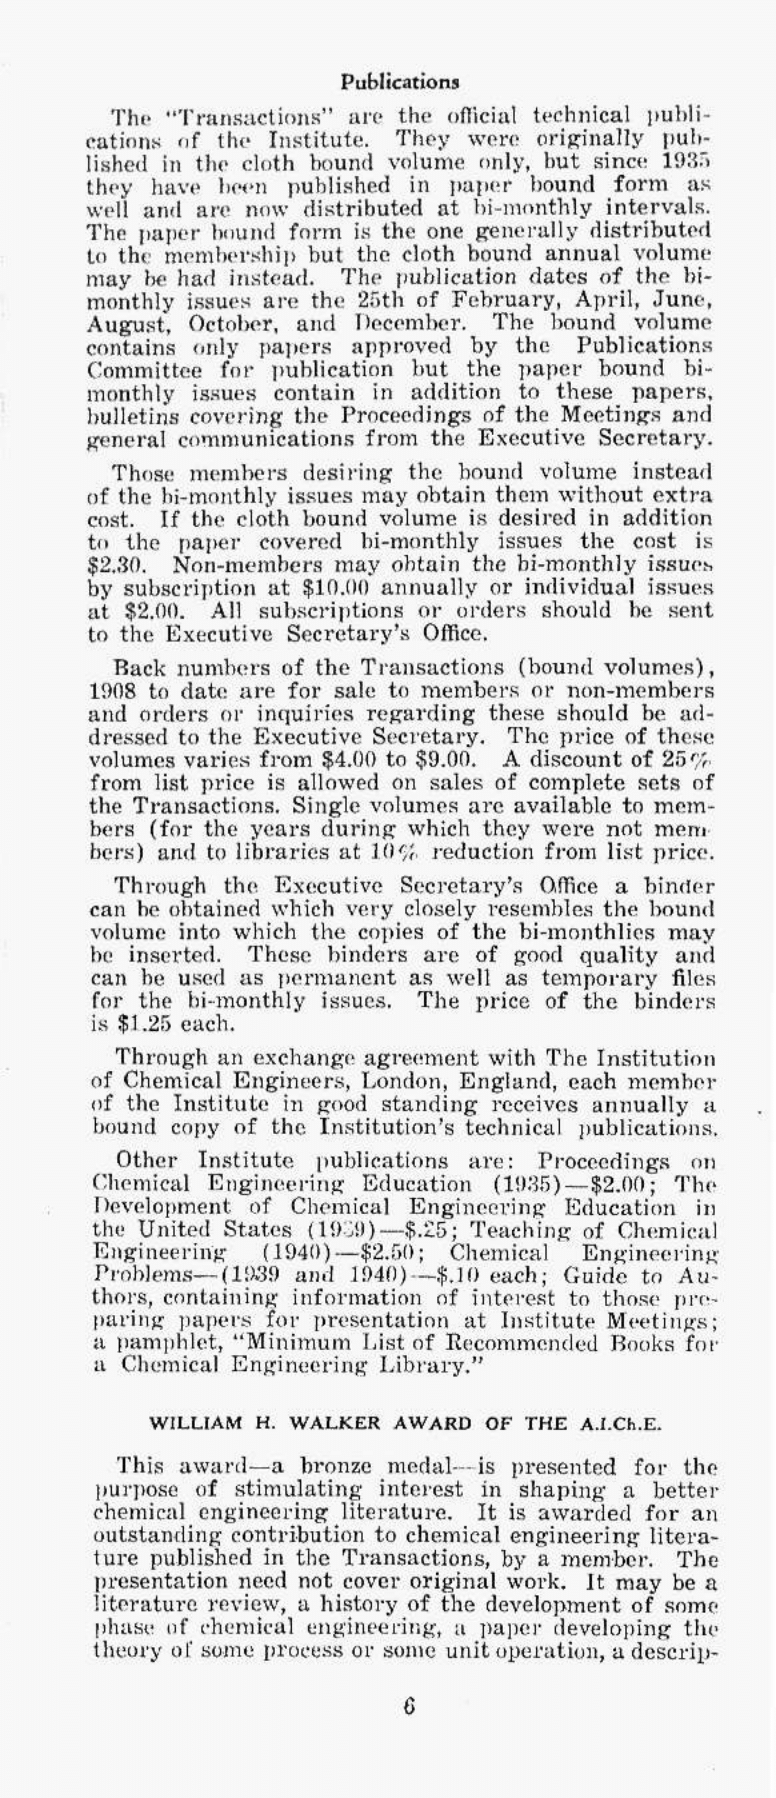 Publications
The "Transactions" are the official technical publi-
cations of the Institute. They were originally pub-
lished in the cloth bound volume only, but since 1935
they have been published in paper bound form as
well and are now distributed at bi-monthly intervals.
The paper bound form is the one generally distributed
to the membership but the cloth bound annual volume
may be had instead. The publication dates of the bi-
monthly issues are the 25th of February, April, June,
August, October, and December. The bound volume
contains only papers approved by the Publications
Committee for publication but the paper bound bi-
monthly issues contain in addition to these papers,
bulletins covering the Proceedings of the Meetings and
general communications from the Executive Secretary.
Those members desiring the bound volume instead
of the bi-monthly issues may obtain them without extra
cost. If the cloth bound volume is desired in addition
to the paper covered bi-monthly issues the cost is
$2.30. Non-members may obtain the bi-monthly issues
by subscription at $10.00 annually or individual issues
at $2.00. All subscriptions or orders should be sent
to the Executive Secretary's Office.
Back numbers of the Transactions (bound volumes),
1908 to date are for sale to members or non-members
and orders or inquiries regarding these should be ad-
dressed to the Executive Secretary. The price of these
volumes varies from $4.00 to $9.00. A discount of 25%
from list price is allowed on sales of complete sets of
the Transactions. Single volumes are available to mem-
bers (for the years during which they were not mem-
bers) and to libraries at 10% reduction from list price.
Through the Executive Secretary's Office a binder
can be obtained which very closely resembles the bound
volume into which the copies of the bi-monthlies may
be inserted. These binders are of good quality and
can be used as permanent as well as temporary files
for the bi-monthly issues. The price of the binders
is $1.25 each.
Through an exchange agreement with The Institution
of Chemical Engineers, London, England, each member
of the Institute in good standing receives annually a
bound copy of the Institution's technical publications.
Other Institute publications are: Proceedings on
Chemical Engineering Education (1935)—$2.00; The
Development of Chemical Engineering Education in
the United States (1939)—$.25; Teaching of Chemical
Engineering (1940)—$2.50; Chemical Engineering
Problems—(1939 and 1940)—$.10 each; Guide to Au-
thors, containing information of interest to those pre-
paring papers for presentation at Institute Meetings;
a pamphlet, "Minimum List of Recommended Books for
a Chemical Engineering Library."
WILLIAM H. WALKER AWARD OF THE A.I.Ch.E.
This award—a bronze medal—is presented for the
purpose of stimulating interest in shaping a better
chemical engineering literature. It is awarded for an
outstanding contribution to chemical engineering litera-
ture published in the Transactions, by a member. The
presentation need not cover original work. It may be a
literature review, a history of the development of some
phase of chemical engineering, a paper developing the
theory of some process or some unit operation, a descrip-
6